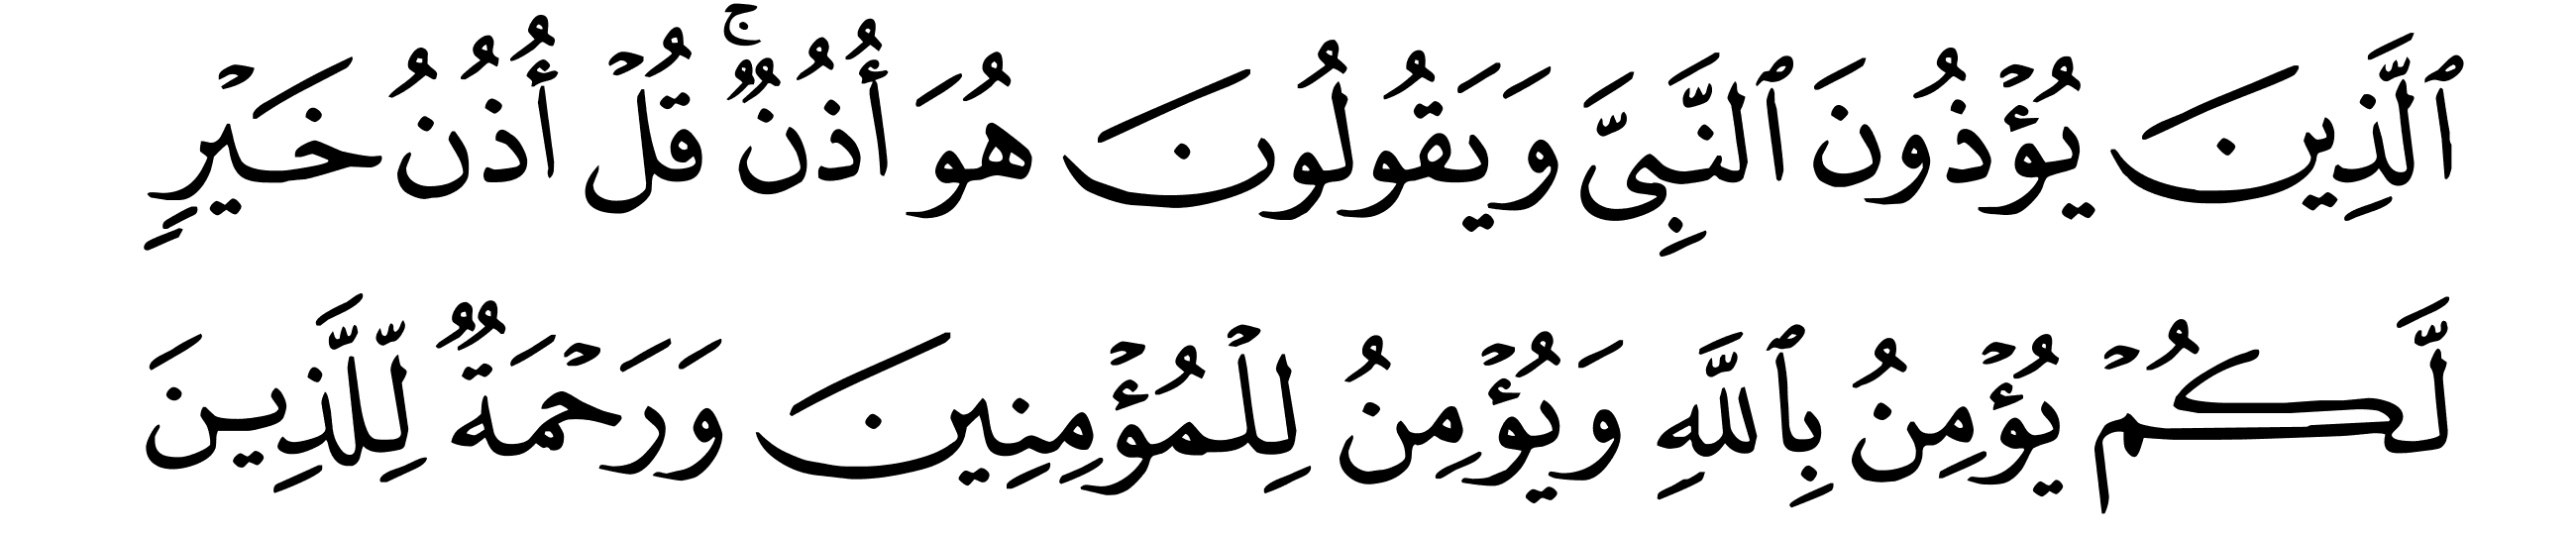 ٱلَّذِينَ يُؤۡذُونَ ٱلنَّبِيَّ وَيَقُولُونَ هُوَ أُذُنٞۚ قُلۡ أُذُنُ خَيۡرٖ
لَّكُمۡ يُؤۡمِنُ بِٱللَّهِ وَيُؤۡمِنُ لِلۡمُؤۡمِنِينَ وَرَحۡمَةٞ لِّلَّذِينَ